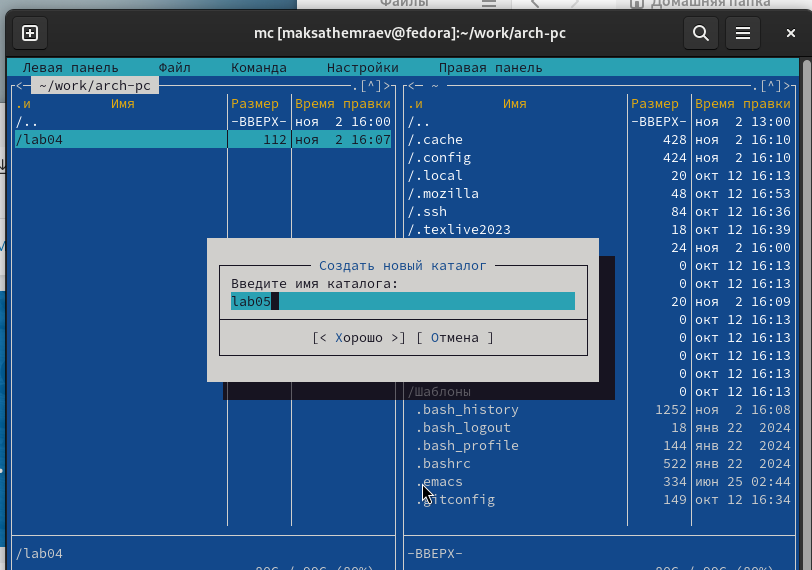 Файлы
Домашняя папка
mc [maksathemraev@fedora]:~/work/arch-pc
Левая панель Файл Команда Настройки Правая панель
<— ~/work/arch-pc .[^]>
.и Имя Размер Время правки
/.. -ВВЕРХ- ноя 2 16:00
/lab04 112 ноя 2 16:07
/lab04
<— ~ .[^]>
.и Имя Размер Время правки
/.. -ВВЕРХ- ноя 2 13:00
/.cache 428 ноя 2 16:10
/.config 424 ноя 2 16:10
/.local 20 окт 12 16:13
/.mozilla 48 окт 12 16:53
/.ssh 84 окт 12 16:36
/.texlive2023 18 окт 12 16:39
24 ноя 2 16:00
0 окт 12 16:13
0 окт 12 16:13
20 ноя 2 16:09
0 окт 12 16:13
0 окт 12 16:13
0 окт 12 16:13
0 окт 12 16:13
/Шаблоны 0 окт 12 16:13
.bash_history 1252 ноя 2 16:08
.bash_logout 18 янв 22 2024
.bash_profile 144 янв 22 2024
.bashrc 522 янв 22 2024
.emacs 334 июн 25 02:44
.gitconfig 149 окт 12 16:34
-ВВЕРХ-
Создать новый каталог
Введите имя каталога:
lab05
[< Хорошо >] [ Отмена ]